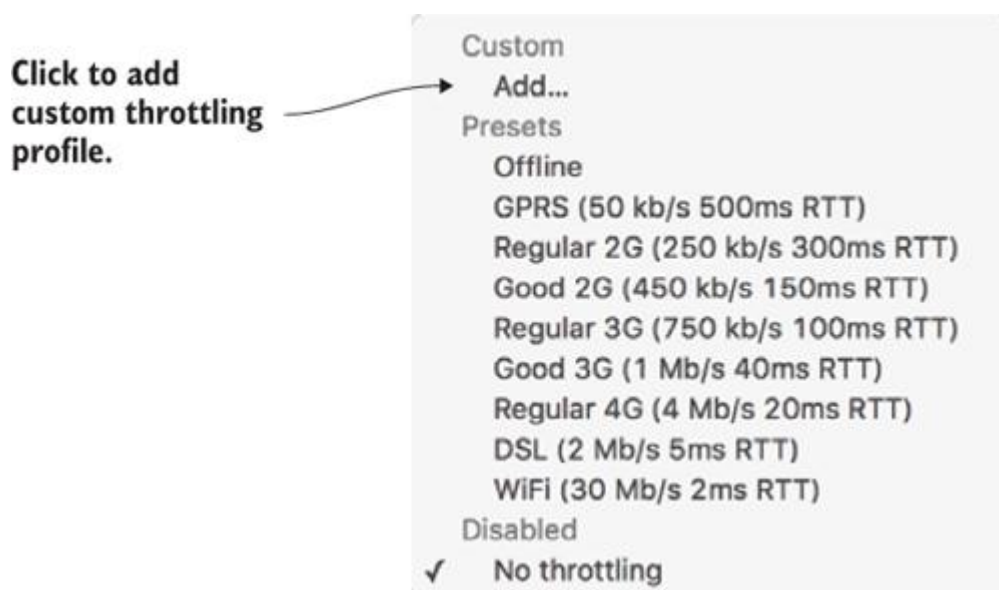 Click to add
custom throttling
profile.
Custom
Add...
Presets
Offline
GPRS (50 kb/s 500ms RTT)
Regular 2G (250 kb/s 300ms RTT)
Good 2G (450 kb/s 150ms RTT)
Regular 3G (750 kb/s 100ms RTT)
Good 3G (1 Mb/s 40ms RTT)
Regular 4G (4 Mb/s 20ms RTT)
DSL (2 Mb/s 5ms RTT)
WiFi (30 Mb/s 2ms RTT)
Disabled
✓ No throttling